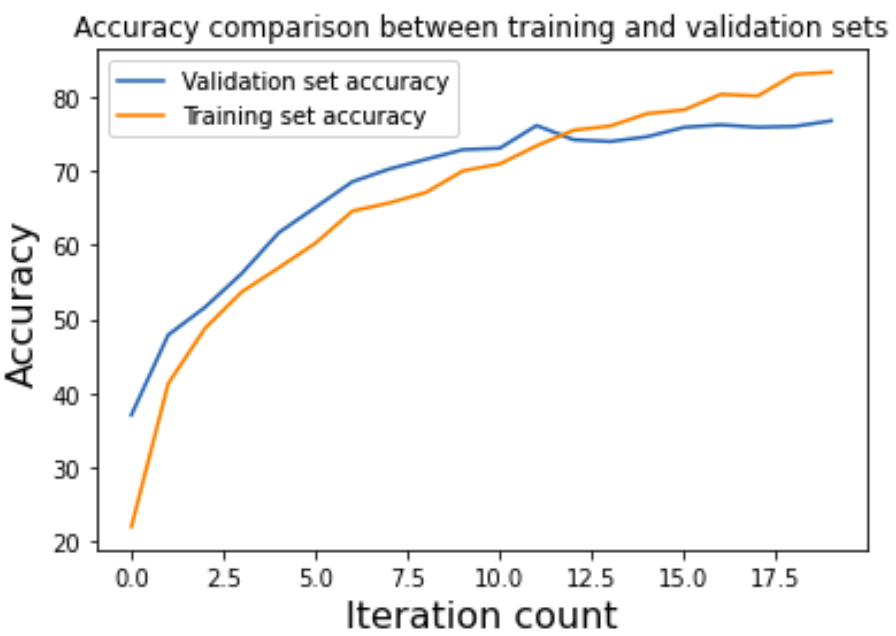 Accuracy comparison between training and validation sets
Validation set accuracy
Training set accuracy
80
70
60
50
40
30
20
Accuracy
0.0 2.5 5.0 7.5 10.0 12.5 15.0 17.5
Iteration count